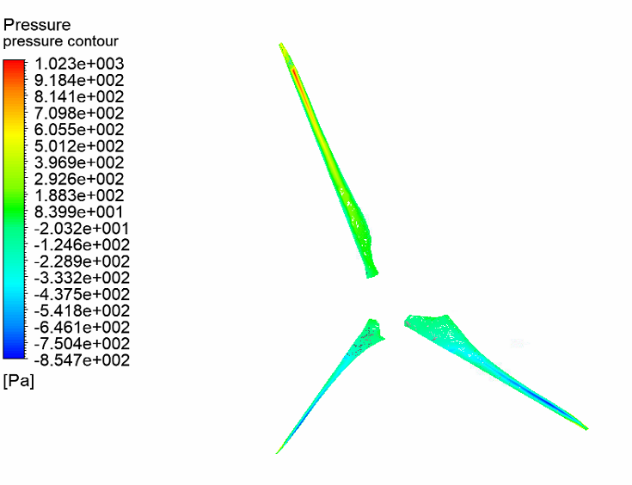 Pressure
pressure contour
1.023e+003
9.184e+002
8.141e+002
7.098e+002
6.055e+002
5.012e+002
3.969e+002
2.926e+002
1.883e+002
8.399e+001
-2.032e+001
-1.246e+002
-2.289e+002
-3.332e+002
-4.375e+002
-5.418e+002
-6.461e+002
-7.504e+002
-8.547e+002
[Pa]